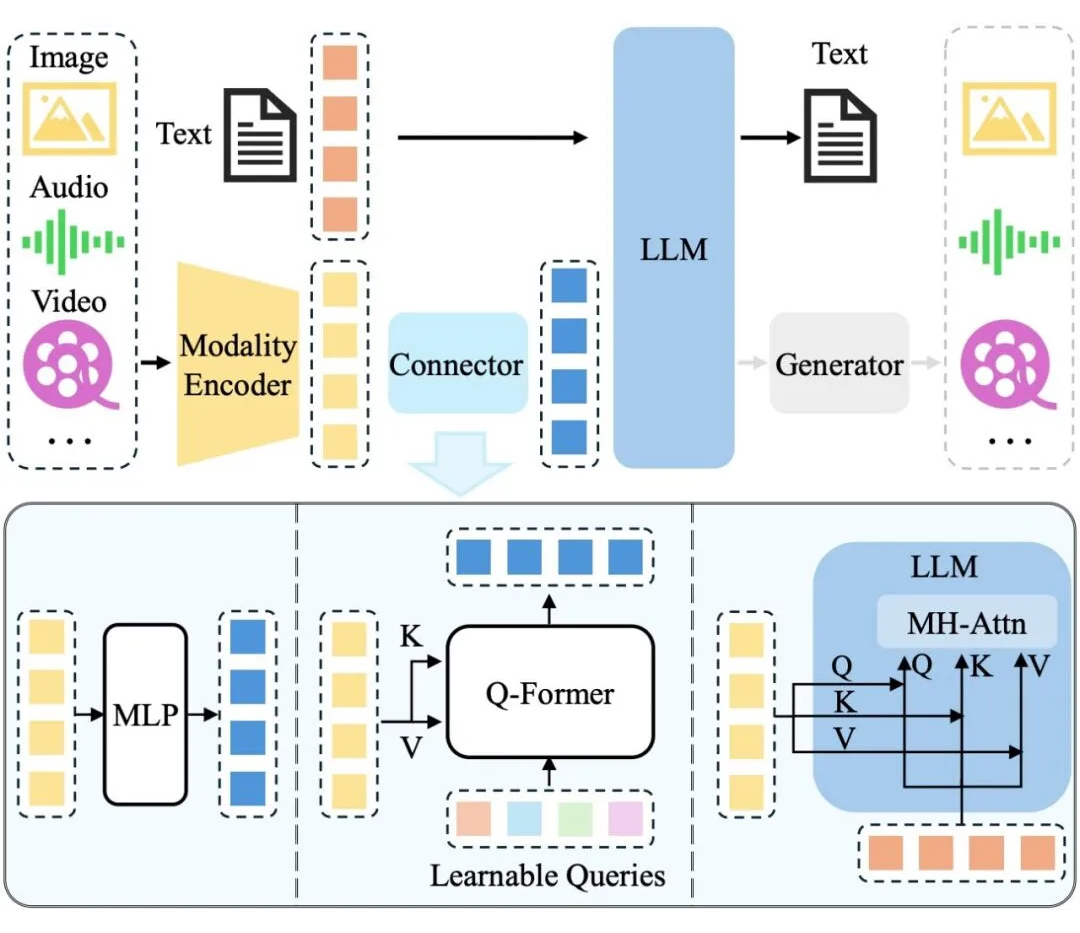 Image
Text
Text
Audio
LLM
Video
Modality
Encoder
Connector
Generator
...
...
LLM
MH-Attn
K
Q
Q
K
V
MLP
Q-Former
K
V
V
Learnable Queries